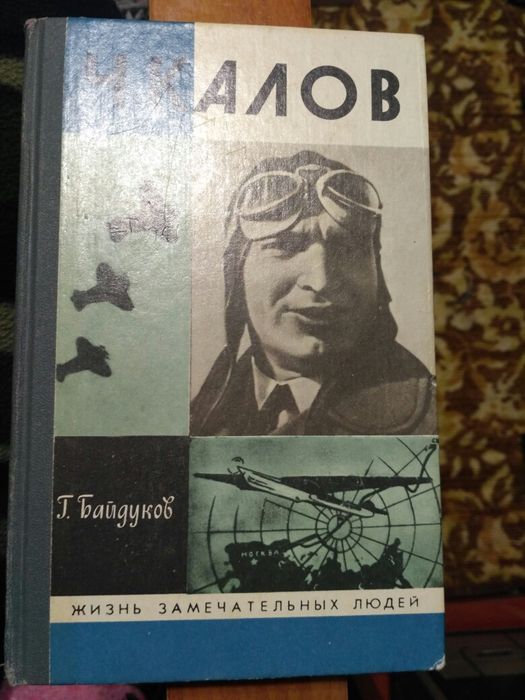 ЧКАЛОВ
Г. Байдуков
МОСКВА
ЖИЗНЬ ЗАМЕЧАТЕЛЬНЫХ ЛЮДЕЙ